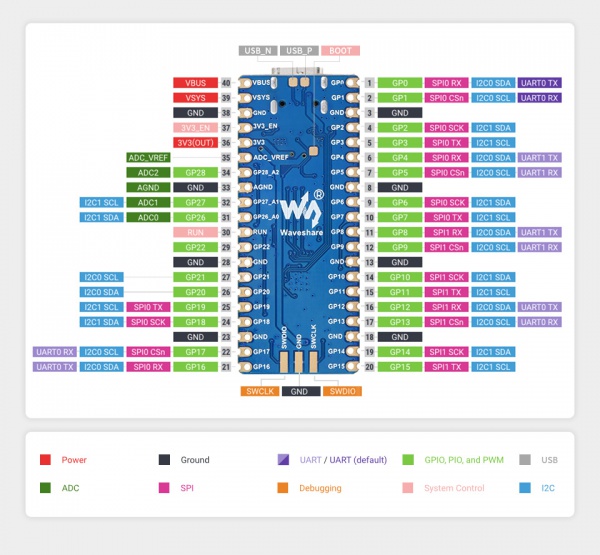 USB_N USB_P BOOT
VBUS 40 VBUS GP0 1 GP0 SPI0 RX I2C0 SDA UART0 TX
VSYS 39 VSYS GP1 2 GP1 SPI0 CSn I2C0 SCL UART0 RX
GND 38 GND GND 3 GND
3V3_EN 37 3V3_EN GP2 4 GP2 SPI0 SCK I2C1 SDA
3V3(OUT) 36 3V3 GP3 5 GP3 SPI0 TX I2C1 SCL
ADC_VREF 35 ADC_VREF GP4 6 GP4 SPI0 RX I2C0 SDA UART1 TX
ADC2 GP28 34 GP28_A2 GP5 7 GP5 SPI0 CSn I2C0 SCL UART1 RX
AGND GND 33 AGND GND 8 GND
I2C1 SCL ADC1 GP27 32 GP27_A1 GP6 9 GP6 SPI0 SCK I2C1 SDA
I2C1 SDA ADC0 GP26 31 GP26_A0 GP7 10 GP7 SPI0 TX I2C1 SCL
RUN 30 RUN GP8 11 GP8 SPI1 RX I2C0 SDA UART1 TX
GP22 29 GP22 GP9 12 GP9 SPI1 CSn I2C0 SCL UART1 RX
GND 28 GND GND 13 GND
I2C0 SCL GP21 27 GP21 GP10 14 GP10 SPI1 SCK I2C1 SDA
I2C0 SDA GP20 26 GP20 GP11 15 GP11 SPI1 TX I2C1 SCL
I2C1 SCL SPI0 TX GP19 25 GP19 GP12 16 GP12 SPI1 RX I2C0 SDA UART0 TX
I2C1 SDA SPI0 SCK GP18 24 GP18 GP13 17 GP13 SPI1 CSn I2C0 SCL UART0 RX
GND 23 GND GND 18 GND
UART0 RX I2C0 SCL SPI0 CSn GP17 22 GP17 GP14 19 GP14 SPI1 SCK I2C1 SDA
UART0 TX I2C0 SDA SPI0 RX GP16 21 GP16 GP15 20 GP15 SPI1 TX I2C1 SCL
®
Waveshare
SWDIO GND SWCLK
SWCLK GND SWDIO
Power Ground UART / UART (default) GPIO, PIO, and PWM USB
ADC SPI Debugging System Control I2C